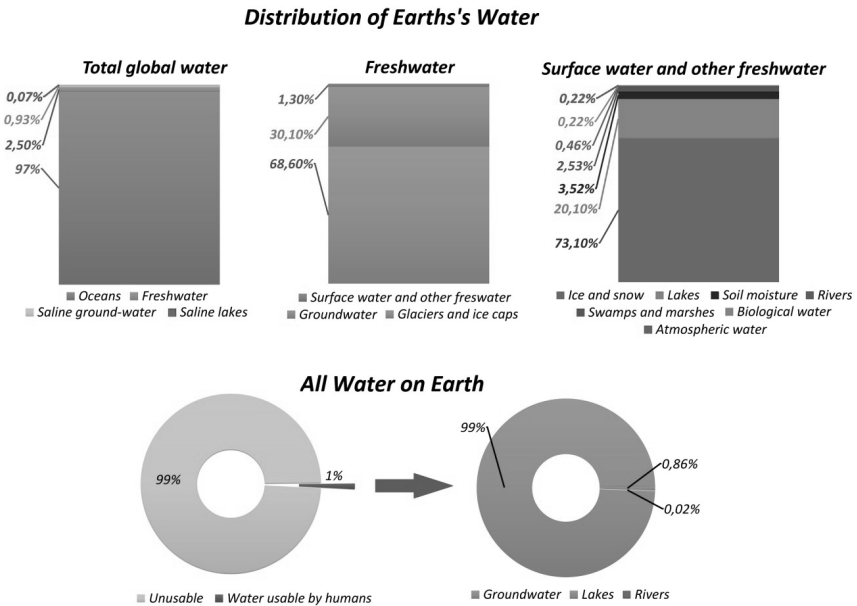 Distribution of Earths's Water
Total global water
0,07%
0,93%
2,50%
97%
Oceans Freshwater
Saline ground-water Saline lakes
Freshwater
1,30%
30,10%
68,60%
Surface water and other freswater
Groundwater Glaciers and ice caps
Surface water and other freshwater
0,22%
0,22%
0,46%
2,53%
3,52%
20,10%
73,10%
Ice and snow Lakes Soil moisture Rivers
Swamps and marshes Biological water
Atmospheric water
All Water on Earth
99%
1%
Unusable Water usable by humans
99%
0,86%
0,02%
Groundwater Lakes Rivers